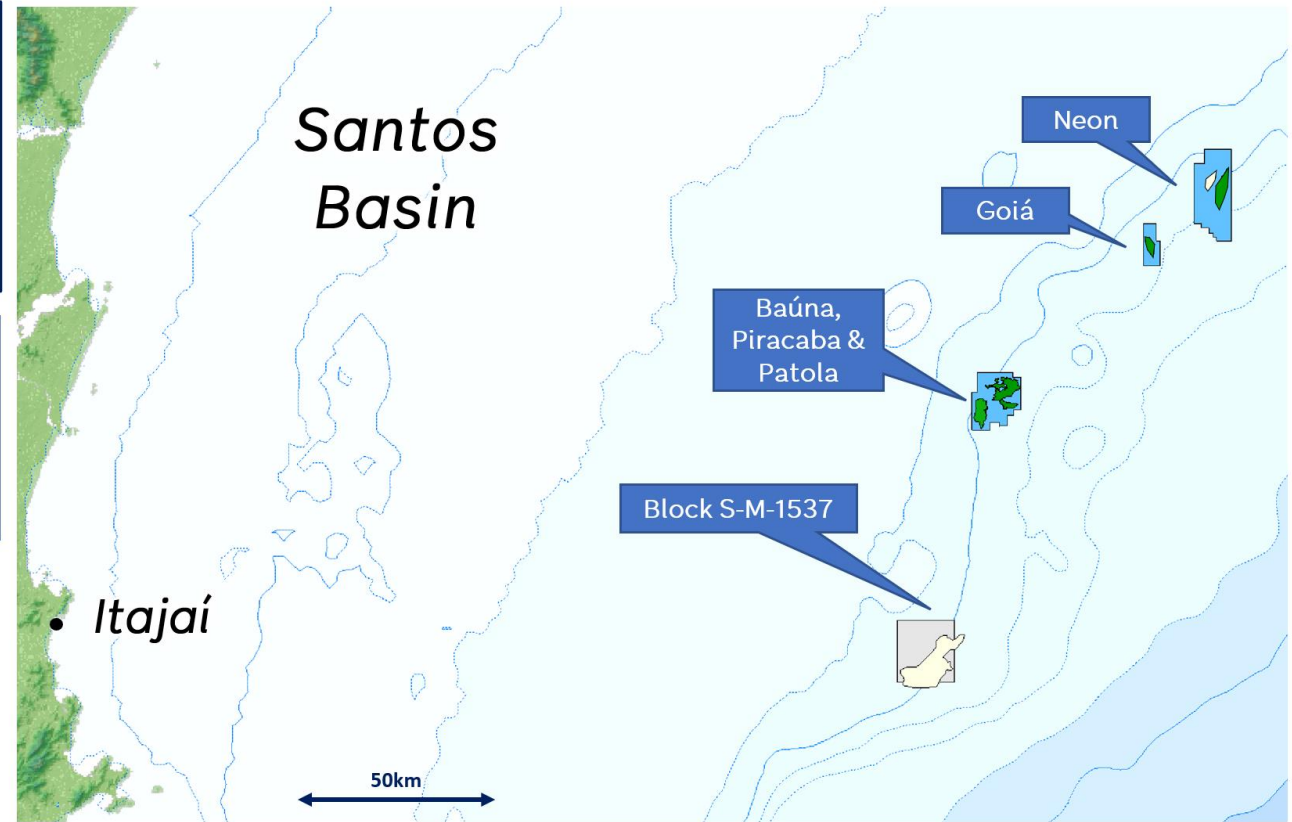 Santos
Basin
Neon
Goiá
Baúna,
Piracaba &
Patola
Block S-M-1537
Itajaí
50km